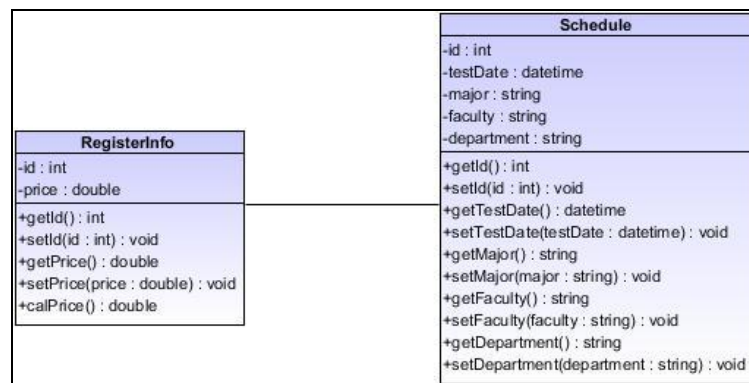 RegisterInfo
-id : int
-price : double
+getId() : int
+setId(id : int) : void
+getPrice() : double
+setPrice(price : double) : void
+calPrice() : double
Schedule
-id : int
-testDate : datetime
-major : string
-faculty : string
-department : string
+getId() : int
+setId(id : int) : void
+getTestDate() : datetime
+setTestDate(testDate : datetime) : void
+getMajor() : string
+setMajor(major : string) : void
+getFaculty() : string
+setFaculty(faculty : string) : void
+getDepartment() : string
+setDepartment(department : string) : void